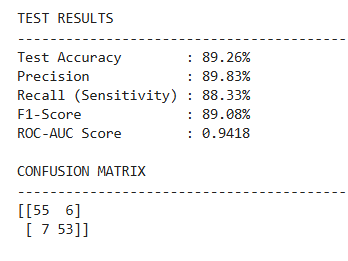 TEST RESULTS
----------------------------------------
Test Accuracy        : 89.26%
Precision            : 89.83%
Recall (Sensitivity) : 88.33%
F1-Score             : 89.08%
ROC-AUC Score        : 0.9418
CONFUSION MATRIX
----------------------------------------
[[55  6]
 [ 7 53]]